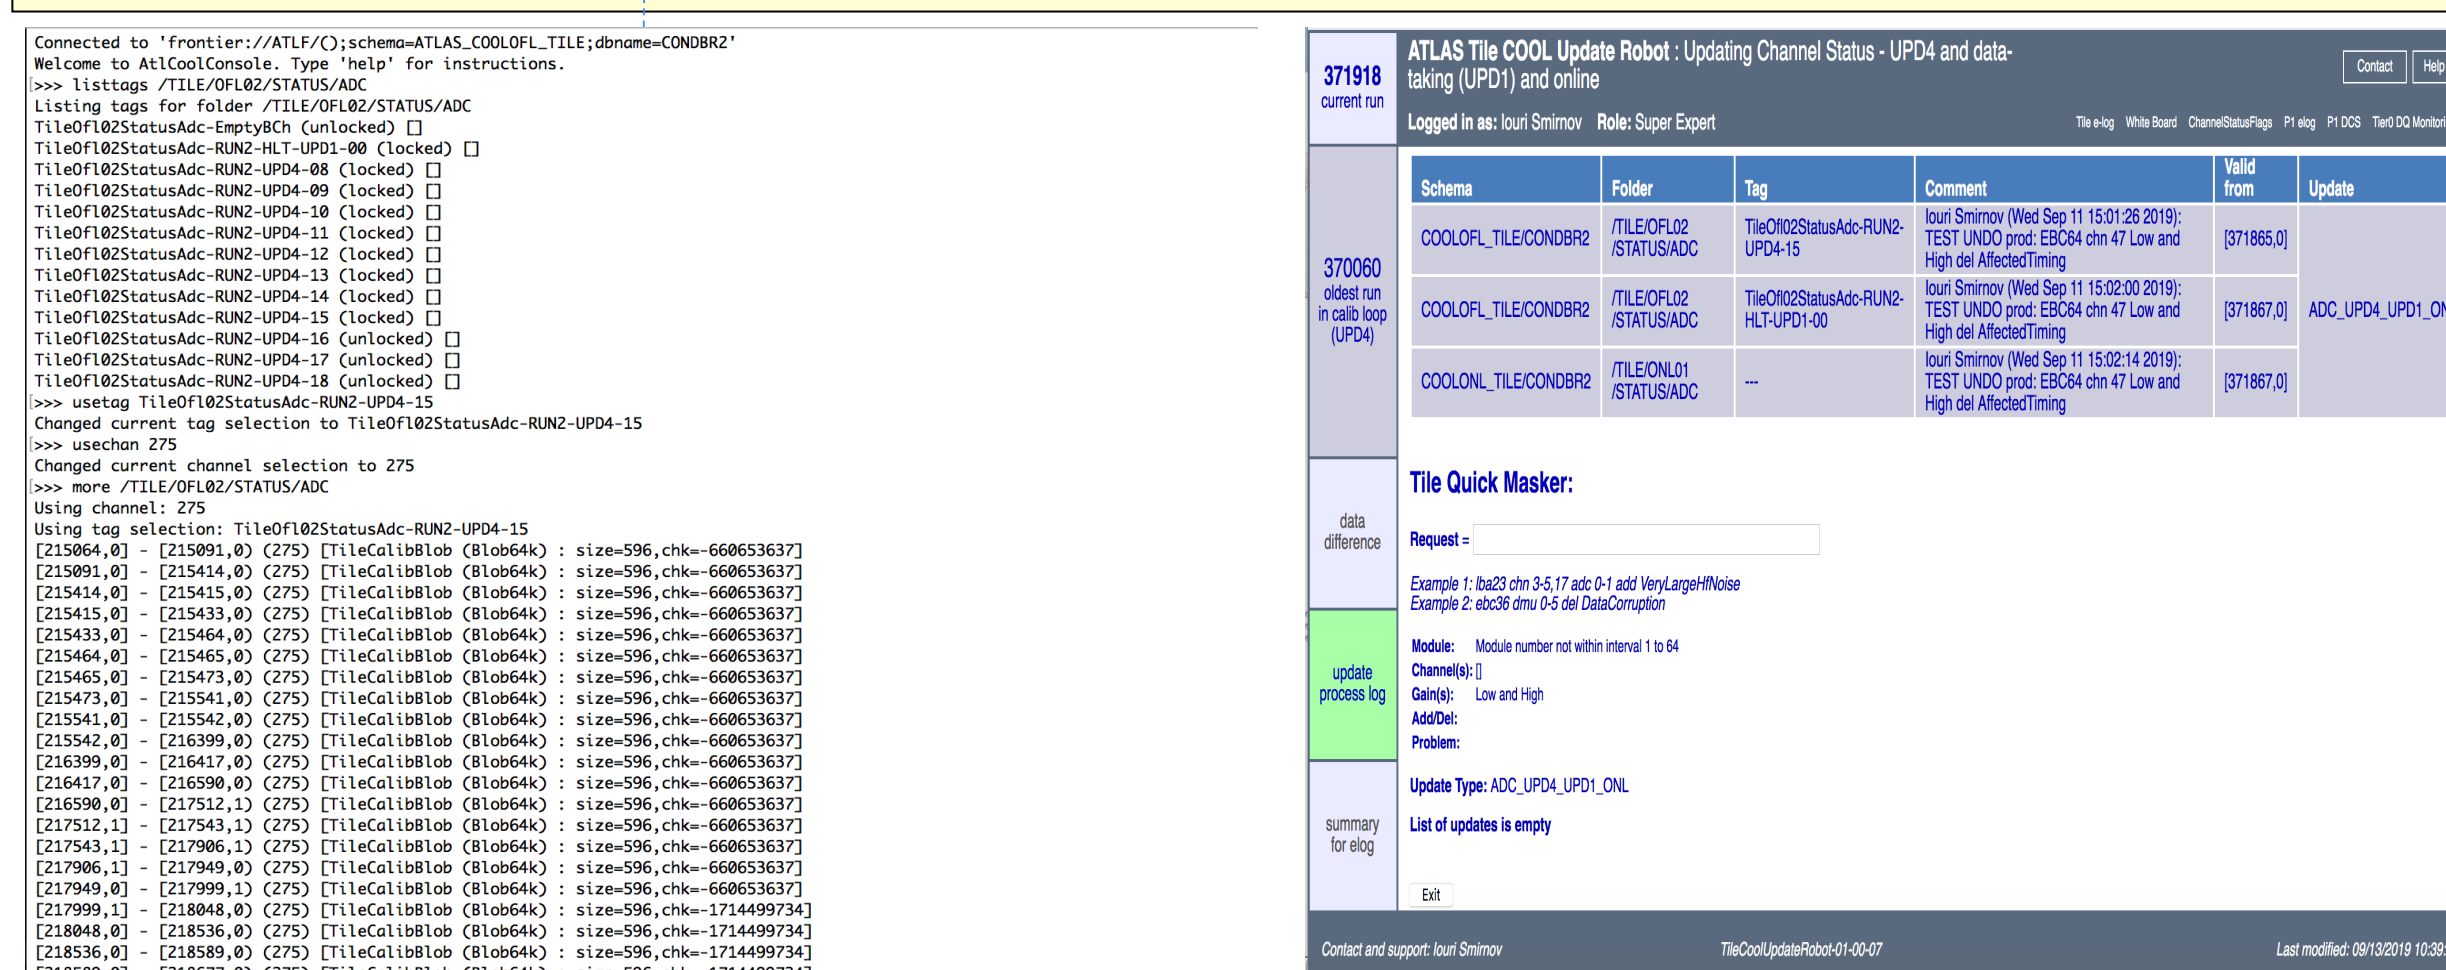 Connected to 'frontier://ATLF/();schema=ATLAS_COOLOFL_TILE;dbname=CONDBR2'
Welcome to AtlCoolConsole. Type 'help' for instructions.
[>>> listtags /TILE/OFL02/STATUS/ADC
Listing tags for folder /TILE/OFL02/STATUS/ADC
TileOfl02StatusAdc-EmptyBCh (unlocked) []
TileOfl02StatusAdc-RUN2-HLT-UPD1-00 (locked) []
TileOfl02StatusAdc-RUN2-UPD4-08 (locked) []
TileOfl02StatusAdc-RUN2-UPD4-09 (locked) []
TileOfl02StatusAdc-RUN2-UPD4-10 (locked) []
TileOfl02StatusAdc-RUN2-UPD4-11 (locked) []
TileOfl02StatusAdc-RUN2-UPD4-12 (locked) []
TileOfl02StatusAdc-RUN2-UPD4-13 (locked) []
TileOfl02StatusAdc-RUN2-UPD4-14 (locked) []
TileOfl02StatusAdc-RUN2-UPD4-15 (locked) []
TileOfl02StatusAdc-RUN2-UPD4-16 (unlocked) []
TileOfl02StatusAdc-RUN2-UPD4-17 (unlocked) []
TileOfl02StatusAdc-RUN2-UPD4-18 (unlocked) []
[>>> usetag TileOfl02StatusAdc-RUN2-UPD4-15
Changed current tag selection to TileOfl02StatusAdc-RUN2-UPD4-15
[>>> usechan 275
Changed current channel selection to 275
[>>> more /TILE/OFL02/STATUS/ADC
Using channel: 275
Using tag selection: TileOfl02StatusAdc-RUN2-UPD4-15
[215064,0] - [215091,0) (275) [TileCalibBlob (Blob64k) : size=596,chk=-660653637]
[215091,0] - [215414,0) (275) [TileCalibBlob (Blob64k) : size=596,chk=-660653637]
[215414,0] - [215415,0) (275) [TileCalibBlob (Blob64k) : size=596,chk=-660653637]
[215415,0] - [215433,0) (275) [TileCalibBlob (Blob64k) : size=596,chk=-660653637]
[215433,0] - [215464,0) (275) [TileCalibBlob (Blob64k) : size=596,chk=-660653637]
[215464,0] - [215465,0) (275) [TileCalibBlob (Blob64k) : size=596,chk=-660653637]
[215465,0] - [215473,0) (275) [TileCalibBlob (Blob64k) : size=596,chk=-660653637]
[215473,0] - [215541,0) (275) [TileCalibBlob (Blob64k) : size=596,chk=-660653637]
[215541,0] - [215542,0) (275) [TileCalibBlob (Blob64k) : size=596,chk=-660653637]
[215542,0] - [216399,0) (275) [TileCalibBlob (Blob64k) : size=596,chk=-660653637]
[216399,0] - [216417,0) (275) [TileCalibBlob (Blob64k) : size=596,chk=-660653637]
[216417,0] - [216590,0) (275) [TileCalibBlob (Blob64k) : size=596,chk=-660653637]
[216590,0] - [217512,1) (275) [TileCalibBlob (Blob64k) : size=596,chk=-660653637]
[217512,1] - [217543,1) (275) [TileCalibBlob (Blob64k) : size=596,chk=-660653637]
[217543,1] - [217906,1) (275) [TileCalibBlob (Blob64k) : size=596,chk=-660653637]
[217906,1] - [217949,0) (275) [TileCalibBlob (Blob64k) : size=596,chk=-660653637]
[217949,0] - [217999,1) (275) [TileCalibBlob (Blob64k) : size=596,chk=-660653637]
[217999,1] - [218048,0) (275) [TileCalibBlob (Blob64k) : size=596,chk=-1714499734]
[218048,0] - [218536,0) (275) [TileCalibBlob (Blob64k) : size=596,chk=-1714499734]
[218536,0] - [218589,0) (275) [TileCalibBlob (Blob64k) : size=596,chk=-1714499734]
371918
current run
370060
oldest run
in calib loop
(UPD4)
data
difference
update
process log
summary
for elog
ATLAS Tile COOL Update Robot : Updating Channel Status - UPD4 and data-
taking (UPD1) and online
Contact
Help
Logged in as: Iouri Smirnov Role: Super Expert
Tile e-log White Board ChannelStatusFlags P1 elog P1 DCS Tier0 DQ Monitori
Schema Folder Tag Comment Valid from Update
COOLOFL_TILE/CONDBR2
/TILE/OFL02
/STATUS/ADC
TileOfl02StatusAdc-RUN2-
UPD4-15
Iouri Smirnov (Wed Sep 11 15:01:26 2019):
TEST UNDO prod: EBC64 chn 47 Low and
High del AffectedTiming
[371865,0]
COOLOFL_TILE/CONDBR2
/TILE/OFL02
/STATUS/ADC
TileOfl02StatusAdc-RUN2-
HLT-UPD1-00
Iouri Smirnov (Wed Sep 11 15:02:00 2019):
TEST UNDO prod: EBC64 chn 47 Low and
High del AffectedTiming
[371867,0]
ADC_UPD4_UPD1_ON
COOLONL_TILE/CONDBR2
/TILE/ONL01
/STATUS/ADC
---
Iouri Smirnov (Wed Sep 11 15:02:14 2019):
TEST UNDO prod: EBC64 chn 47 Low and
High del AffectedTiming
[371867,0]
Tile Quick Masker:
Request =
Example 1: lba23 chn 3-5,17 adc 0-1 add VeryLargeHfNoise
Example 2: ebc36 dmu 0-5 del DataCorruption
Module: Module number not within interval 1 to 64
Channel(s): []
Gain(s): Low and High
Add/Del:
Problem:
Update Type: ADC_UPD4_UPD1_ONL
List of updates is empty
Exit
Contact and support: Iouri Smirnov
TileCoolUpdateRobot-01-00-07
Last modified: 09/13/2019 10:39: